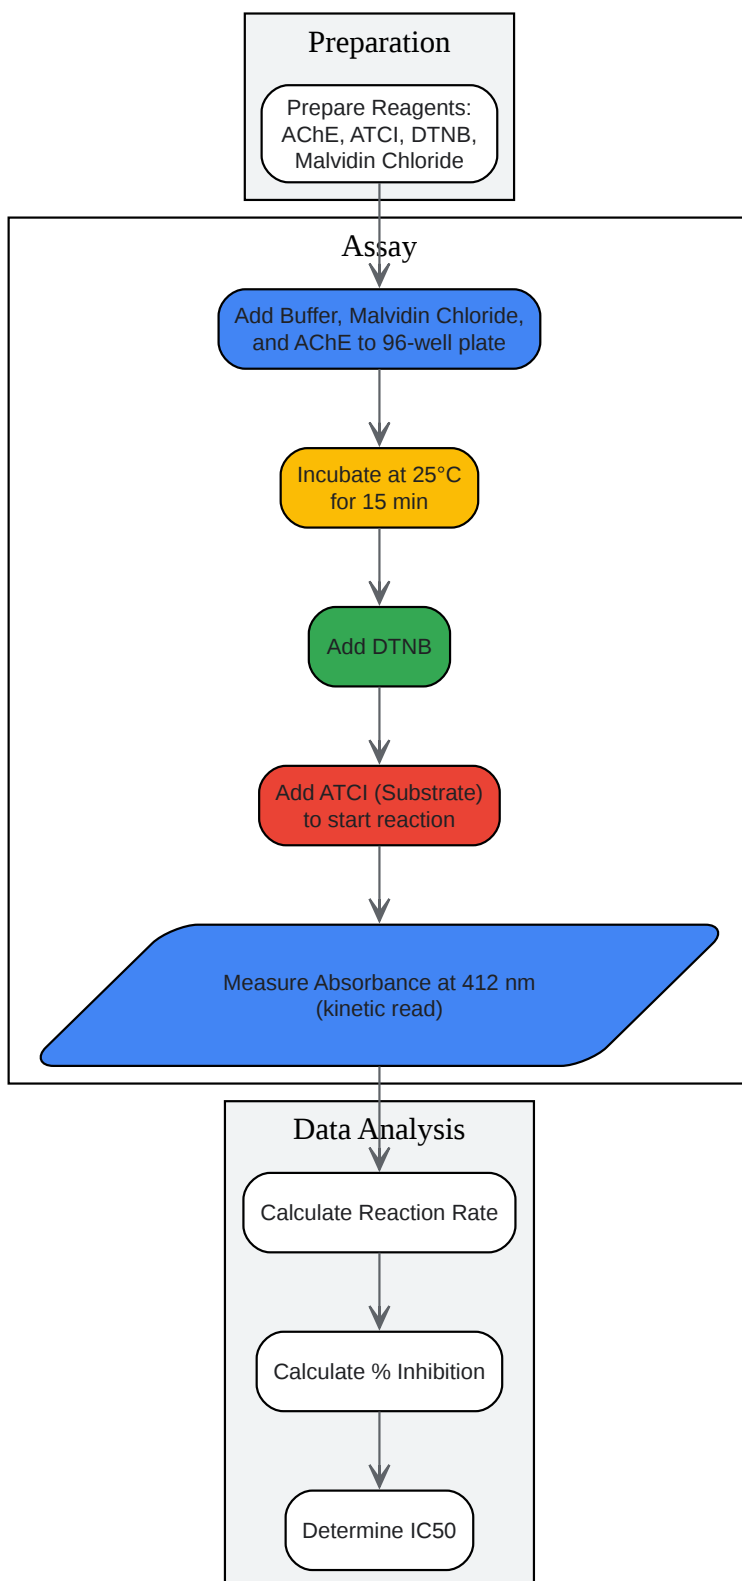 Preparation
Prepare Reagents:
AChE, ATCI, DTNB,
Malvidin Chloride
Assay
Add Buffer, Malvidin Chloride,
and AChE to 96-well plate
Incubate at 25°C
for 15 min
Add DTNB
Add ATCI (Substrate)
to start reaction
Measure Absorbance at 412 nm
(kinetic read)
Data Analysis
Calculate Reaction Rate
Calculate % Inhibition
Determine IC50